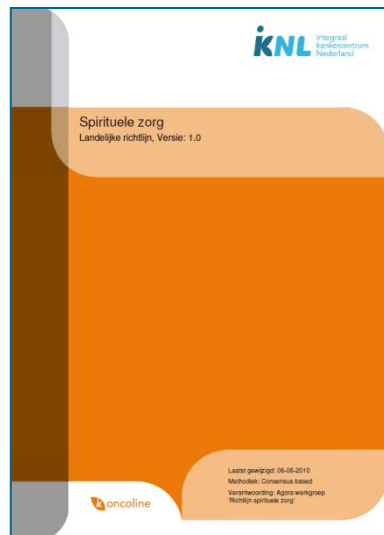 iKNL integraal
kankercentrum
Nederland
Spirituele zorg
Landelijke richtlijn, Versie: 1.0
Laatst gewijzigd: 06-06-2010
Methodiek: Consensus based
Verantwoording: Agora werkgroep
'Richtlijn spirituele zorg'
oncoline